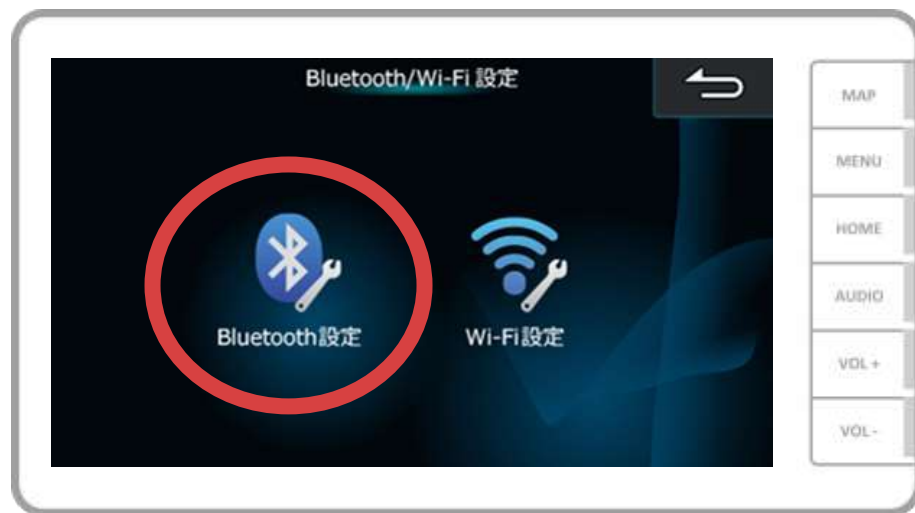 Bluetooth/Wi-Fi 設定
MAP
MENU
HOME
AUDIO
VOL +
VOL -
Bluetooth設定
Wi-Fi設定